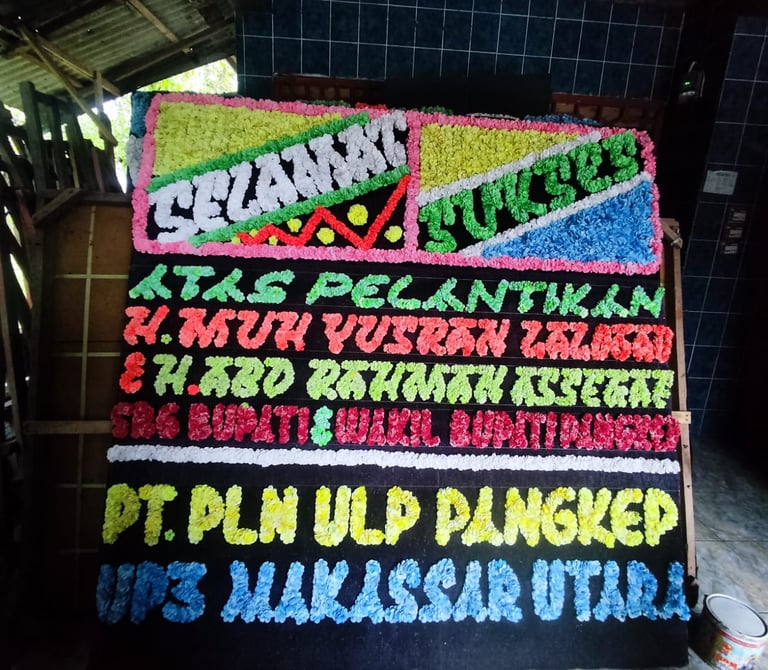 SELAMAT SUKSES
ATAS PELANTIKAN
H. MUH YUSRAN LALOGAU
& H. ABD RAHMAN ASSEGAF
SBG BUPATI & WAKIL BUPATI PANGKEP
PT. PLN ULP PANGKEP
UP3 MAKASSAR UTARA